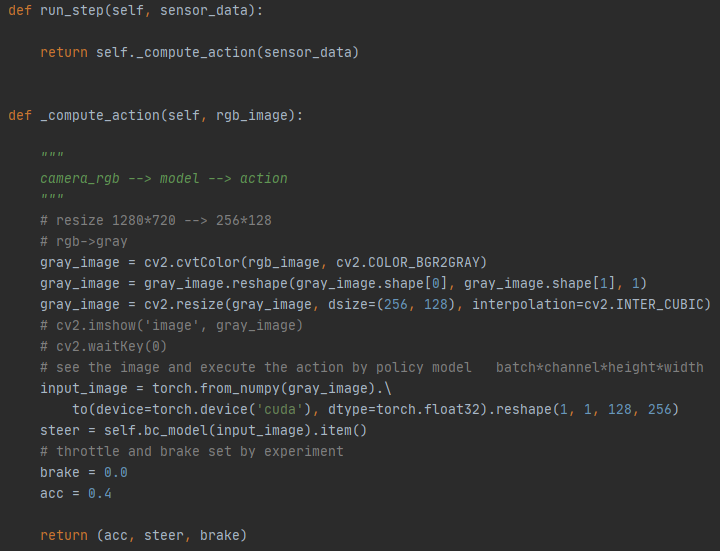 def run_step(self, sensor_data):
    return self._compute_action(sensor_data)
def _compute_action(self, rgb_image):
    """
    camera_rgb --> model --> action
    """
    # resize 1280*720 --> 256*128
    # rgb->gray
    gray_image = cv2.cvtColor(rgb_image, cv2.COLOR_BGR2GRAY)
    gray_image = gray_image.reshape(gray_image.shape[0], gray_image.shape[1], 1)
    gray_image = cv2.resize(gray_image, dsize=(256, 128), interpolation=cv2.INTER_CUBIC)
    # cv2.imshow('image', gray_image)
    # cv2.waitKey(0)
    # see the image and execute the action by policy model   batch*channel*height*width
    input_image = torch.from_numpy(gray_image).\
        to(device=torch.device('cuda'), dtype=torch.float32).reshape(1, 1, 128, 256)
    steer = self.bc_model(input_image).item()
    # throttle and brake set by experiment
    brake = 0.0
    acc = 0.4
    return (acc, steer, brake)